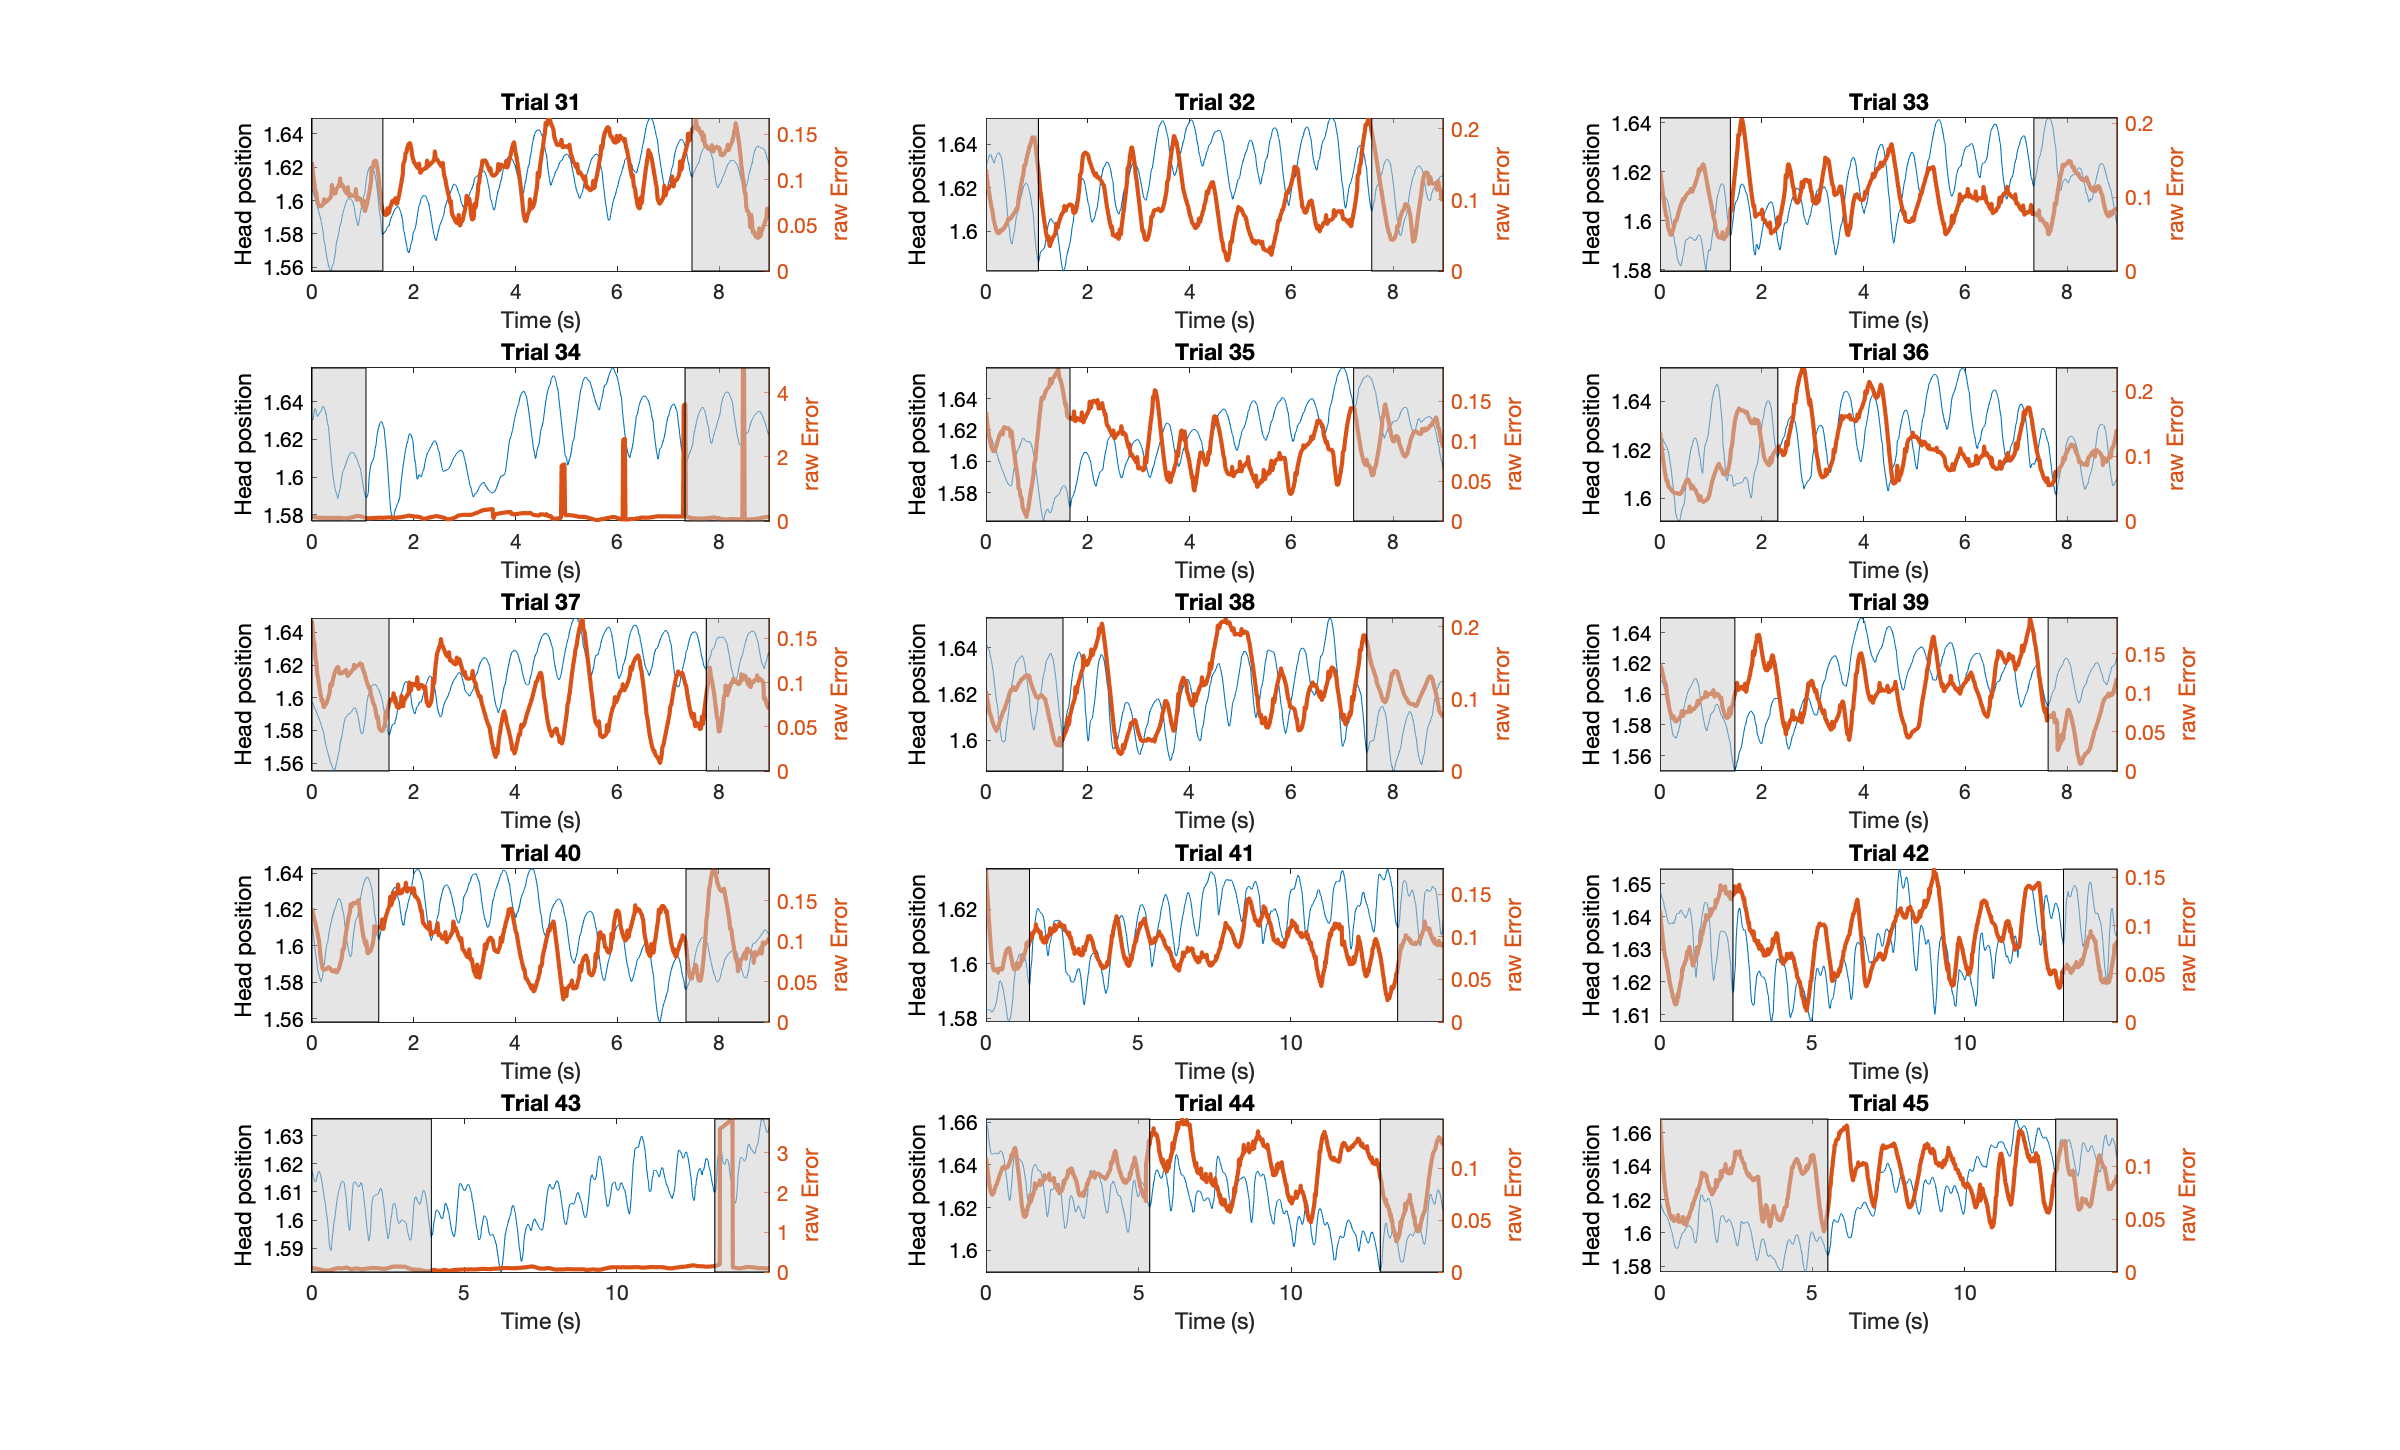 Trial 31
Head position
1.64
1.62
1.6
1.58
1.56
0.15
0.1
0.05
0
raw Error
0 2 4 6 8
Time (s)
Trial 32
Head position
1.64
1.62
1.6
0.2
0.1
0
raw Error
0 2 4 6 8
Time (s)
Trial 33
Head position
1.64
1.62
1.6
1.58
0.2
0.1
0
raw Error
0 2 4 6 8
Time (s)
Trial 34
Head position
1.64
1.62
1.6
1.58
4
2
0
raw Error
0 2 4 6 8
Time (s)
Trial 35
Head position
1.64
1.62
1.6
1.58
0.15
0.1
0.05
0
raw Error
0 2 4 6 8
Time (s)
Trial 36
Head position
1.64
1.62
1.6
0.2
0.1
0
raw Error
0 2 4 6 8
Time (s)
Trial 37
Head position
1.64
1.62
1.6
1.58
1.56
0.15
0.1
0.05
0
raw Error
0 2 4 6 8
Time (s)
Trial 38
Head position
1.64
1.62
1.6
0.2
0.1
0
raw Error
0 2 4 6 8
Time (s)
Trial 39
Head position
1.64
1.62
1.6
1.58
1.56
0.15
0.1
0.05
0
raw Error
0 2 4 6 8
Time (s)
Trial 40
Head position
1.64
1.62
1.6
1.58
1.56
0.15
0.1
0.05
0
raw Error
0 2 4 6 8
Time (s)
Trial 41
Head position
1.62
1.6
1.58
0.15
0.1
0.05
0
raw Error
0 5 10
Time (s)
Trial 42
Head position
1.65
1.64
1.63
1.62
1.61
0.15
0.1
0.05
0
raw Error
0 5 10
Time (s)
Trial 43
Head position
1.63
1.62
1.61
1.6
1.59
3
2
1
0
raw Error
0 5 10
Time (s)
Trial 44
Head position
1.66
1.64
1.62
1.6
0.1
0.05
0
raw Error
0 5 10
Time (s)
Trial 45
Head position
1.66
1.64
1.62
1.6
1.58
0.1
0.05
0
raw Error
0 5 10
Time (s)